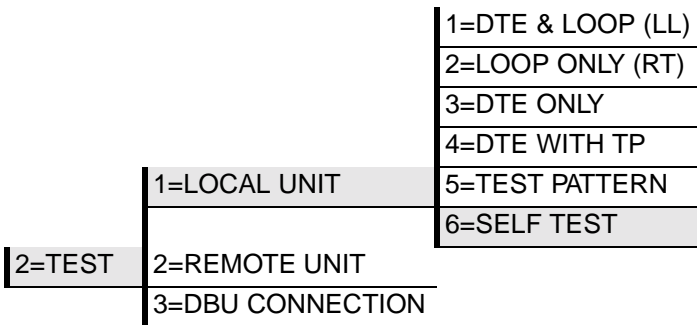 1=DTE & LOOP (LL)
2=LOOP ONLY (RT)
3=DTE ONLY
4=DTE WITH TP
1=LOCAL UNIT
5=TEST PATTERN
6=SELF TEST
2=TEST
2=REMOTE UNIT
3=DBU CONNECTION